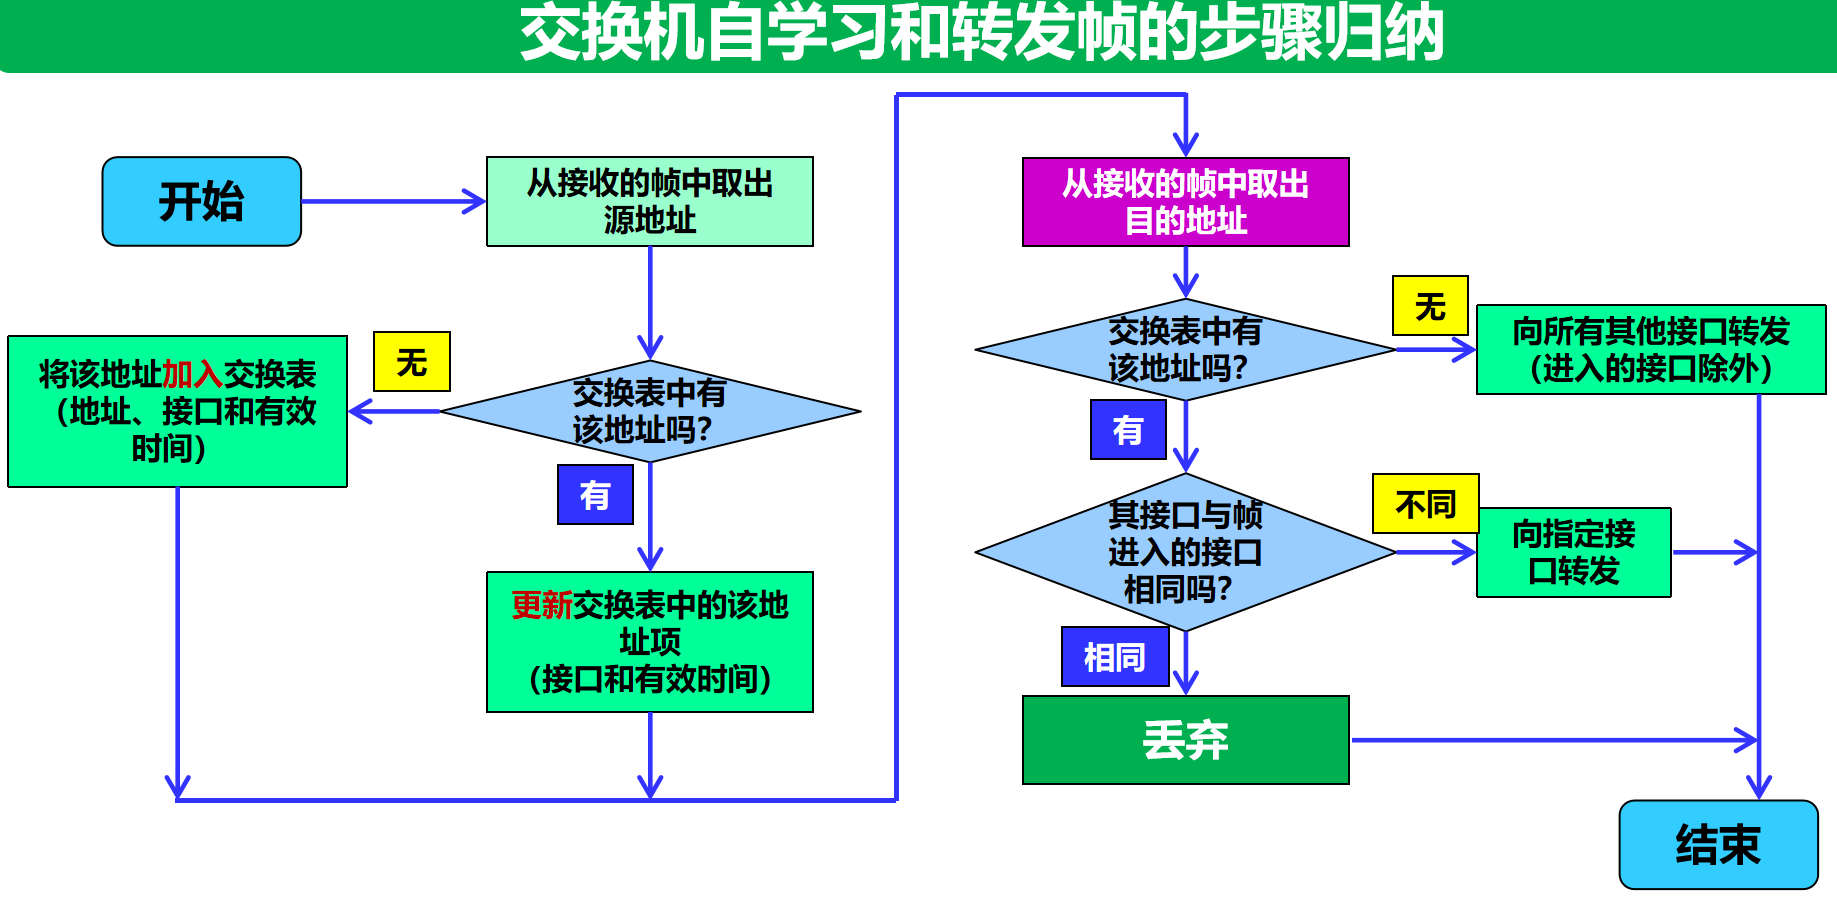 交换机自学习和转发帧的步骤归纳
开始
从接收的帧中取出
源地址
无
交换表中有
该地址吗？
将该地址加入交换表
（地址、接口和有效
时间）
有
更新交换表中的该地
址项
（接口和有效时间）
从接收的帧中取出
目的地址
交换表中有
该地址吗？
无
向所有其他接口转发
（进入的接口除外）
有
其接口与帧
进入的接口
相同吗？
不同
向指定接
口转发
相同
丢弃
结束